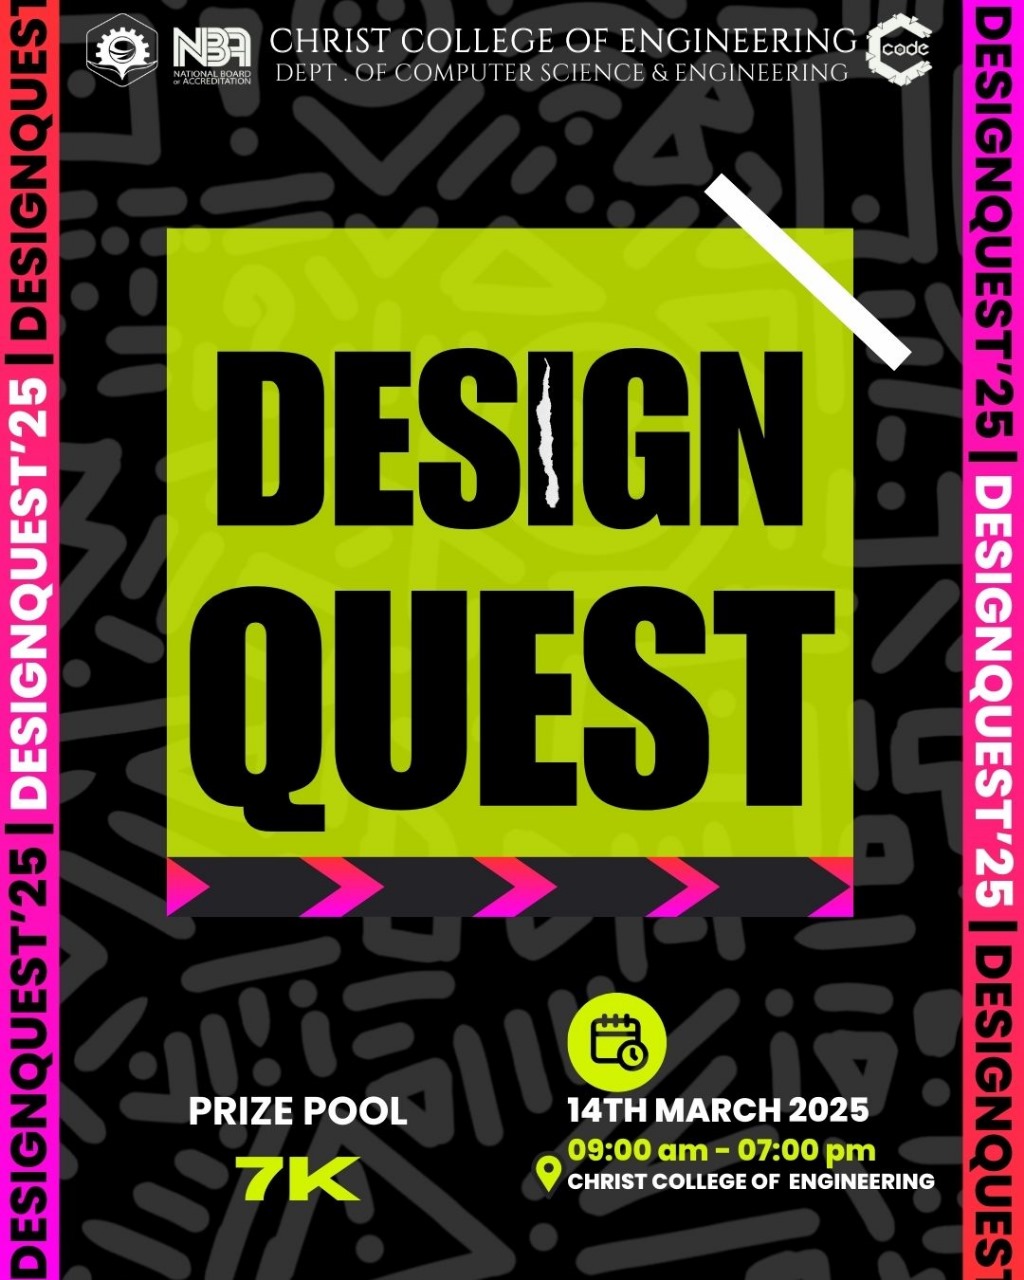 NBA
NATIONAL BOARD
OF ACCREDITATION
CHRIST COLLEGE OF ENGINEERING
DEPT . OF COMPUTER SCIENCE & ENGINEERING
code
DESIGN
QUEST
PRIZE POOL
7K
14TH MARCH 2025
09:00 am - 07:00 pm
CHRIST COLLEGE OF ENGINEERING
DESIGNQUEST'25 | DESIGNQUEST'25 | DESIGNQUEST
DESIGNQUEST'25 | DESIGNQUEST'25 | DESIGNQUEST